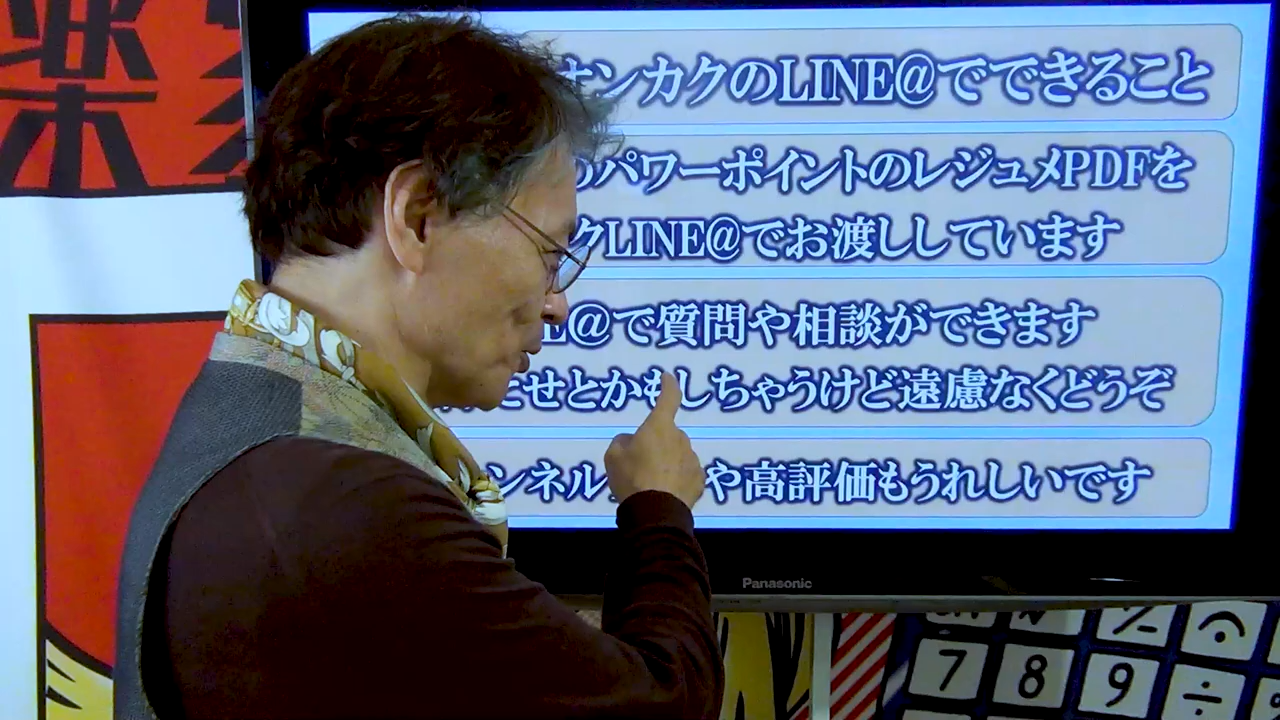 オンカクのLINE@でできること
のパワーポイントのレジュメPDFを
クLINE@でお渡ししています
E@で質問や相談ができます
せとかもしちゃうけど遠慮なくどうぞ
ンネル
や高評価もうれしいです
Panasonic
7 8 9 ÷